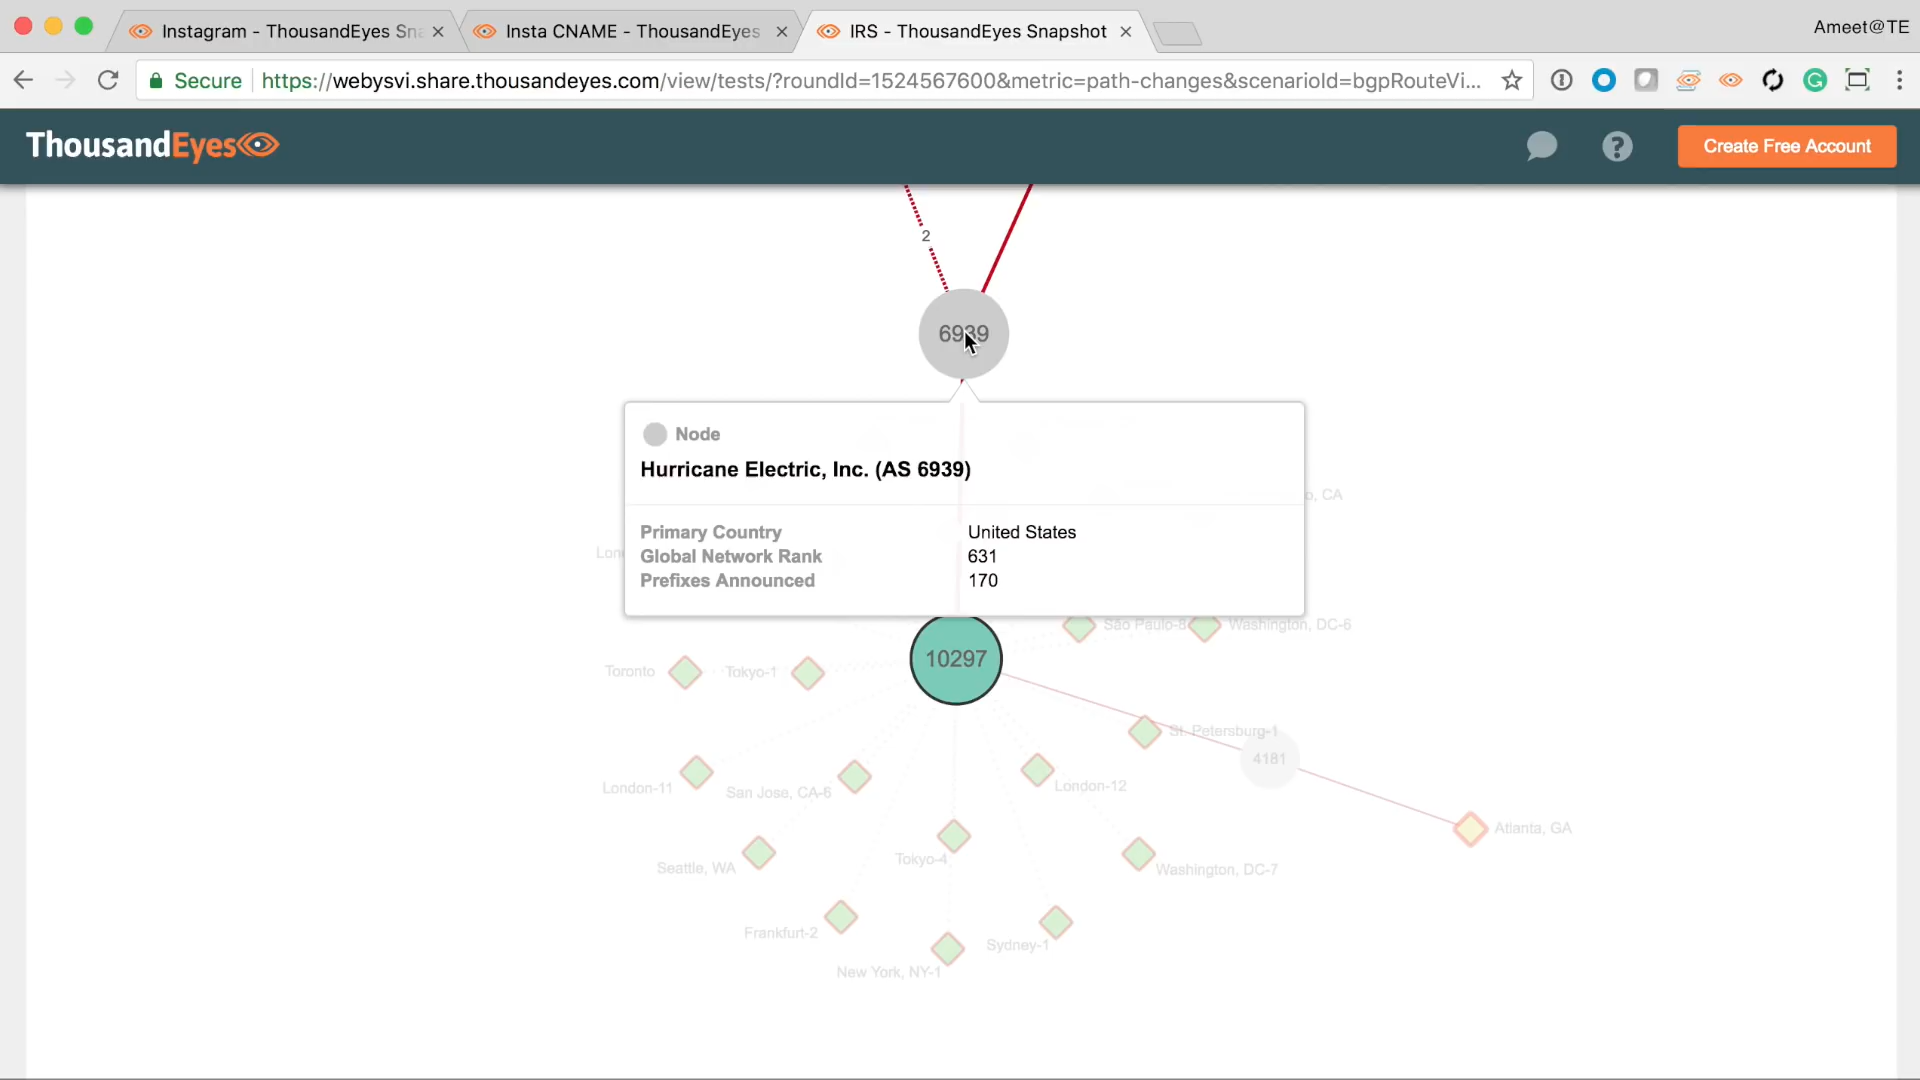 Instagram - ThousandEyes Sna
Insta CNAME - ThousandEyes
IRS - ThousandEyes Snapshot
Ameet@TE
Secure https://webysvi.share.thousandeyes.com/view/tests/?roundId=1524567600&metric=path-changes&scenarioId=bgpRouteVi...
ThousandEyes
Create Free Account
2
6939
Node
Hurricane Electric, Inc. (AS 6939)
o, CA
Primary Country United States
Lon
Global Network Rank 631
Prefixes Announced 170
São Paulo-8
Washington, DC-6
10297
Toronto
Tokyo-1
St. Petersburg-1
4181
London-11
San Jose, CA-6
London-12
Atlanta, GA
Tokyo-4
Seattle, WA
Washington, DC-7
Frankfurt-2
Sydney-1
New York, NY-1